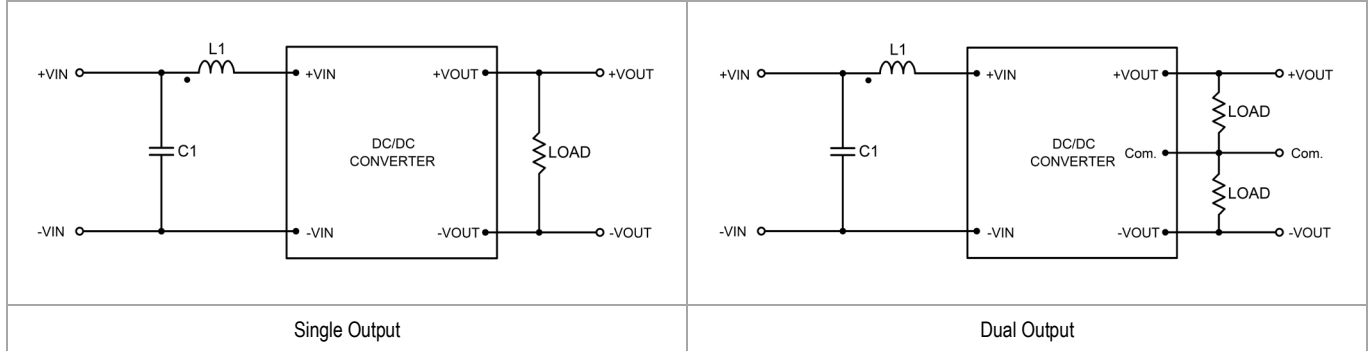 L1
+VIN
+VIN
+VOUT
+VOUT
C1
DC/DC
CONVERTER
LOAD
-VIN
-VIN
-VOUT
-VOUT
Single Output
L1
+VIN
+VIN
+VOUT
+VOUT
LOAD
C1
DC/DC
CONVERTER
Com.
Com.
LOAD
-VIN
-VIN
-VOUT
-VOUT
Dual Output